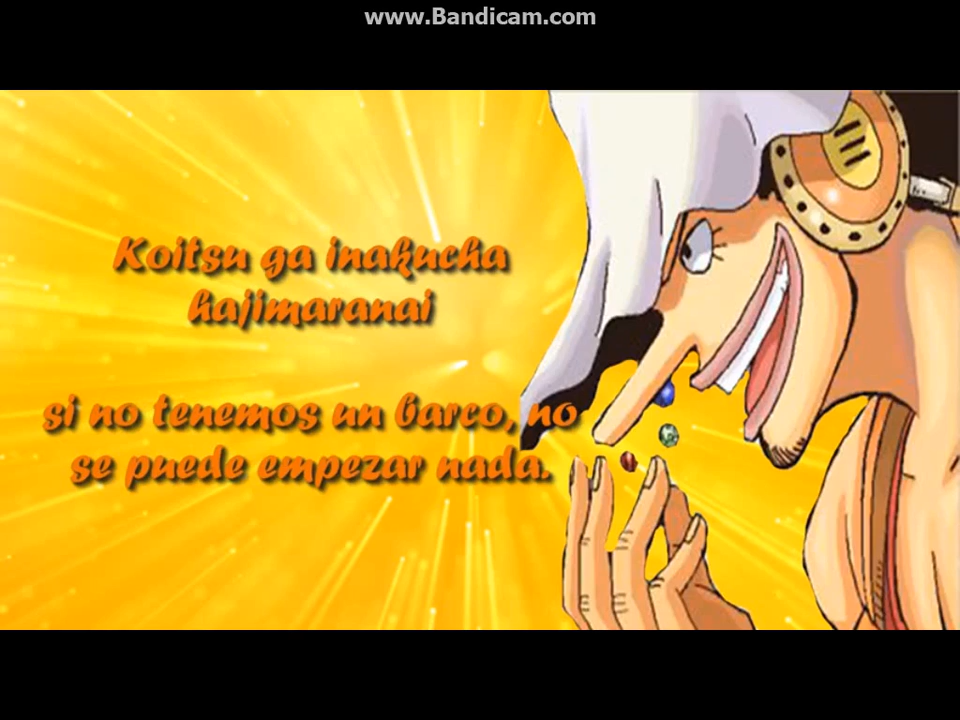 www.Bandicam.com
Koitsu ga inakucha
hajimaranai
si no tenemos un barco, no
se puede empezar nada.